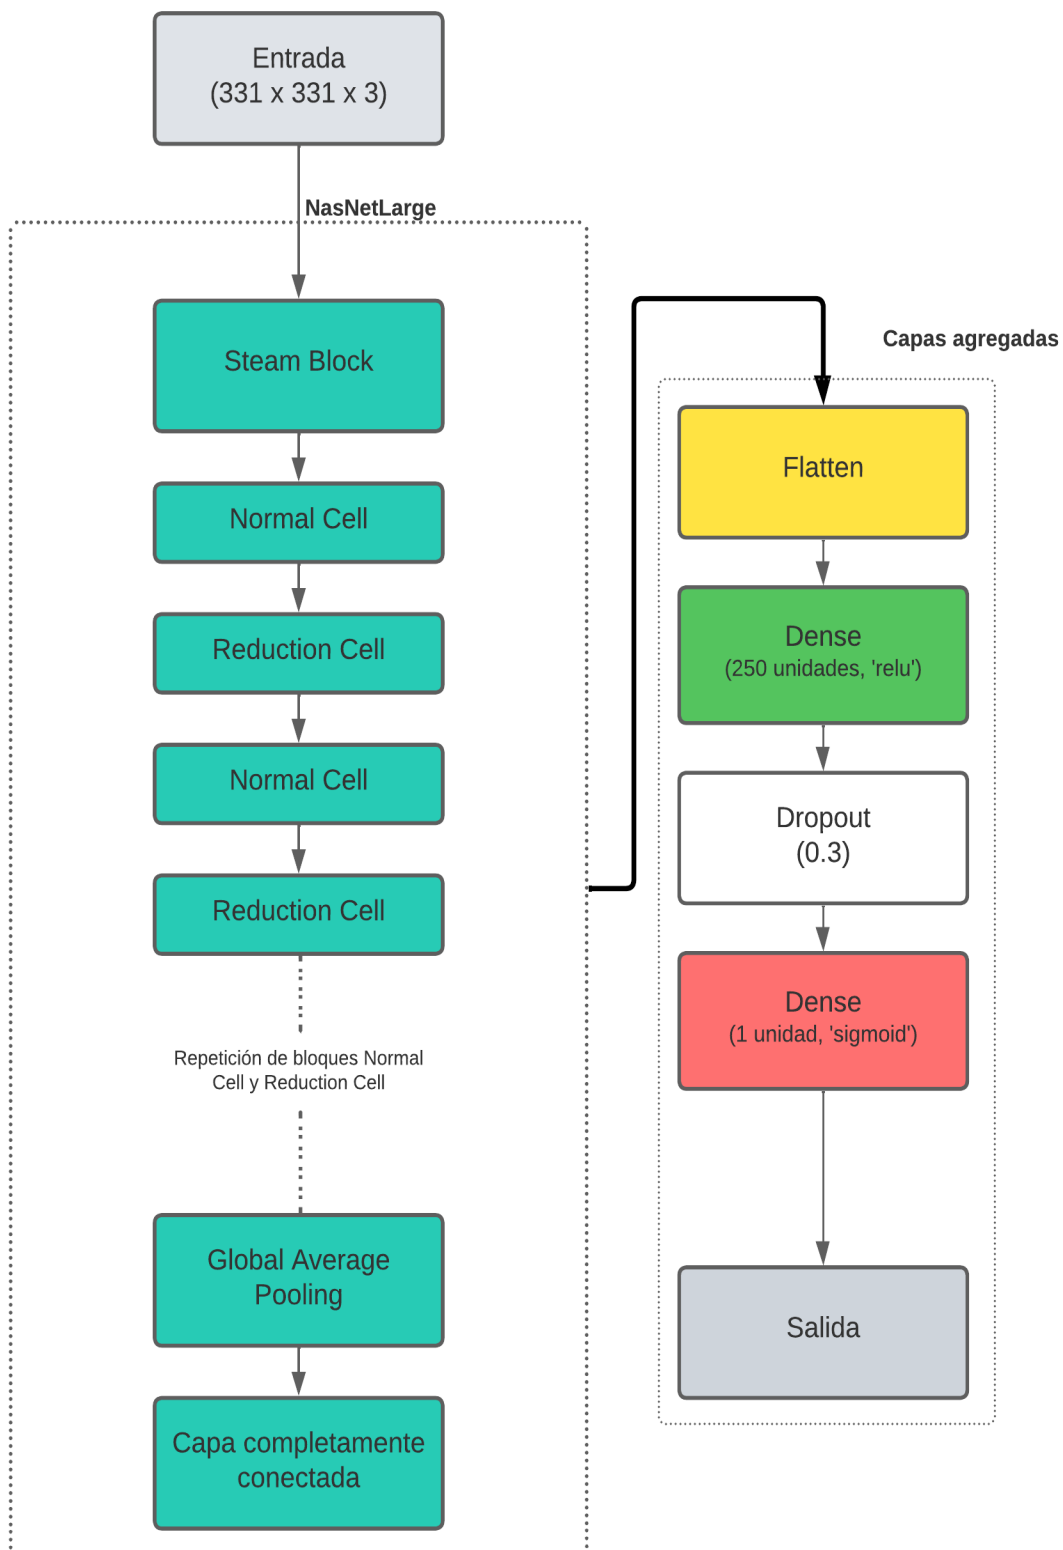 Entrada
(331 x 331 x 3)
NasNetLarge
Steam Block
Normal Cell
Reduction Cell
Normal Cell
Reduction Cell
Repetición de bloques Normal
Cell y Reduction Cell
Global Average
Pooling
Capa completamente
conectada
Capas agregadas
Flatten
Dense
(250 unidades, 'relu')
Dropout
(0.3)
Dense
(1 unidad, 'sigmoid')
Salida